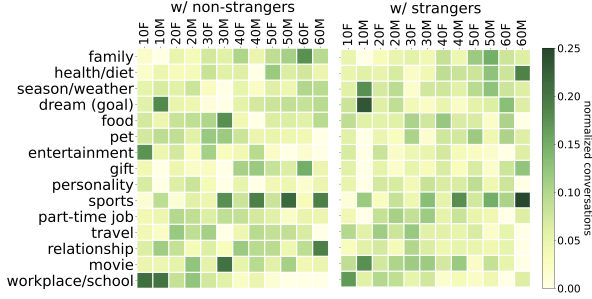 w/ non-strangers
w/ strangers
10F 10M 20F 20M 30F 30M 40F 40M 50F 50M 60F 60M
10F 10M 20F 20M 30F 30M 40F 40M 50F 50M 60F 60M
family
health/diet
season/weather
dream (goal)
food
pet
entertainment
gift
personality
sports
part-time job
travel
relationship
movie
workplace/school
0.25
0.20
0.15
0.10
0.05
0.00
normalized conversations